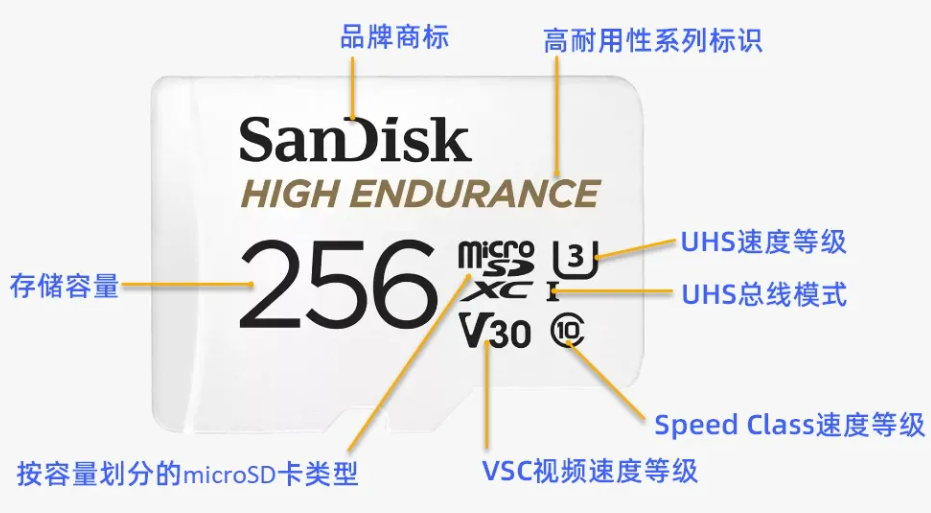 品牌商标
高耐用性系列标识
SanDisk
HIGH ENDURANCE
UHS速度等级
存储容量
256
microSDXC
3
I
UHS总线模式
V30
10
Speed Class速度等级
按容量划分的microSD卡类型
VSC视频速度等级